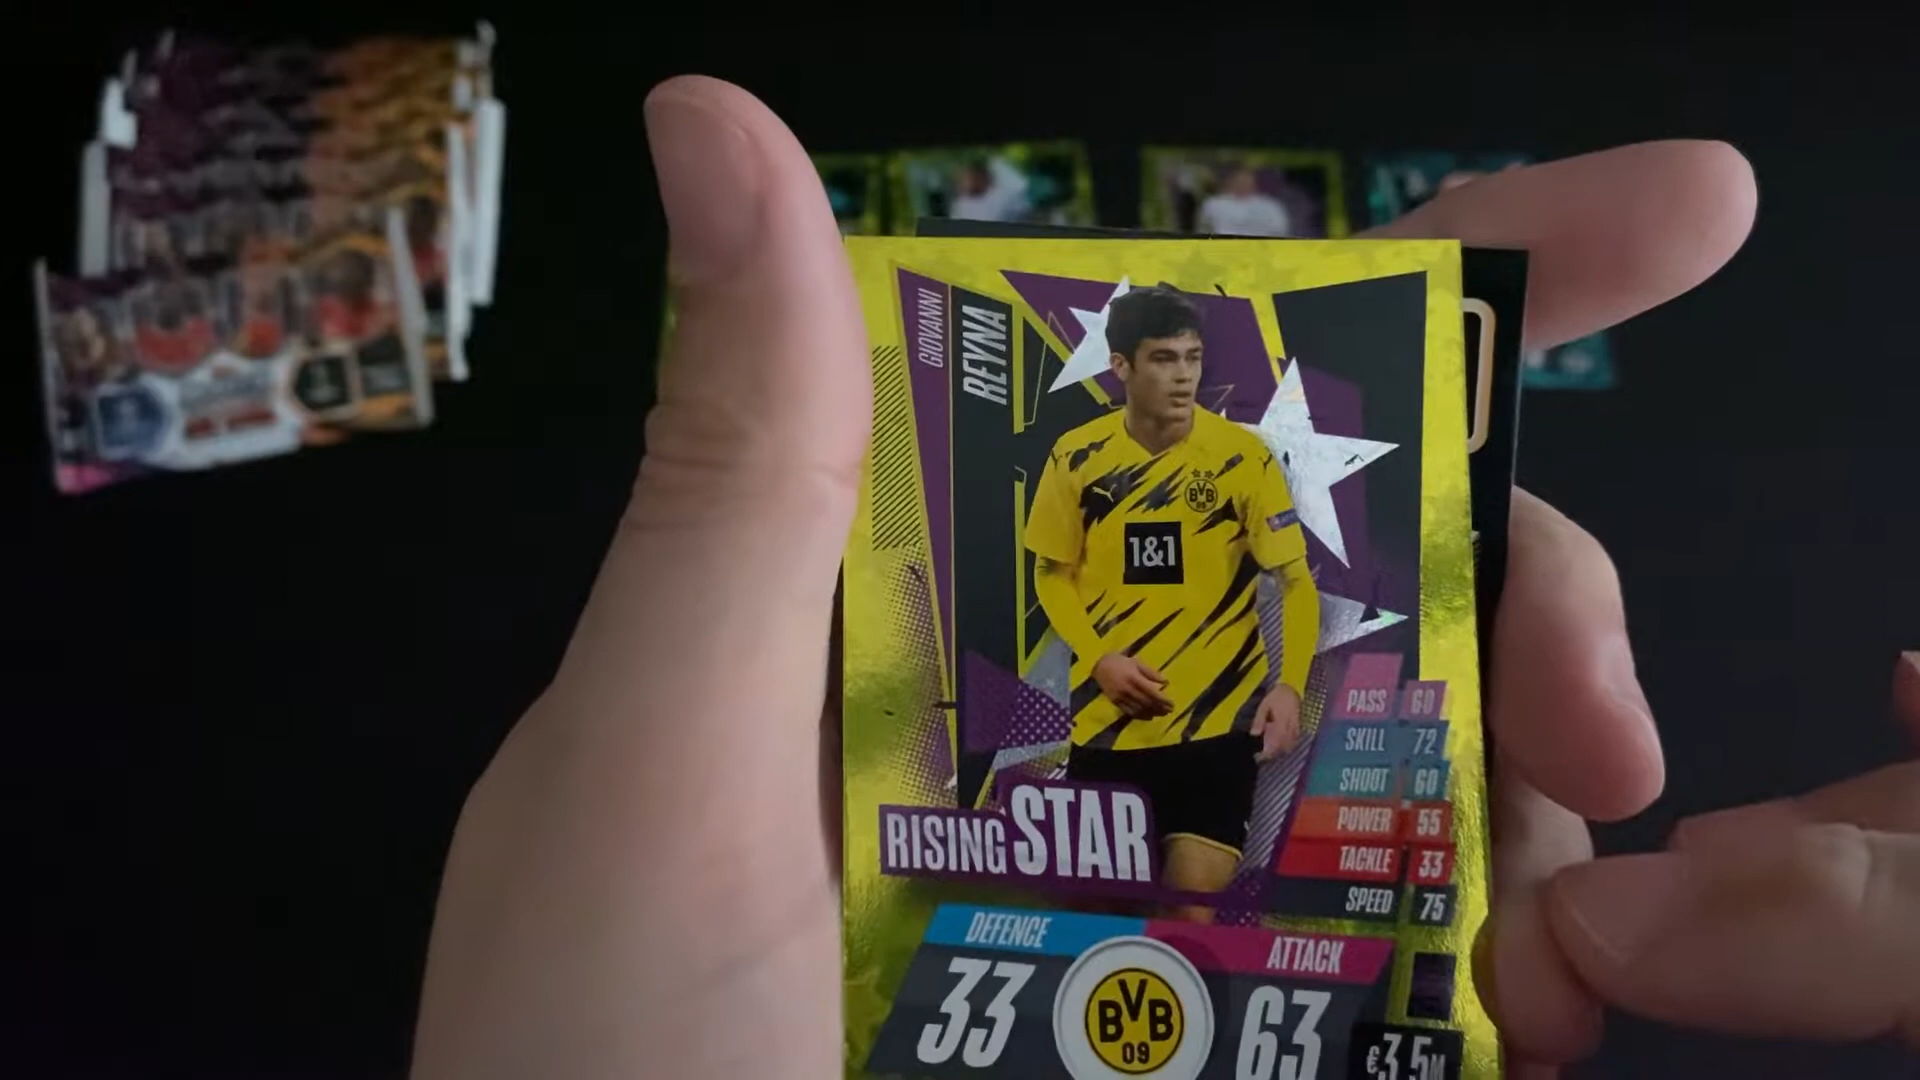 GIOVANNI
REYNA
BVB
09
1&1
PASS 60
SKILL 72
SHOOT 60
POWER 55
TACKLE 33
SPEED 75
RISING STAR
DEFENCE
33
ATTACK
63
BVB
09
€3.5M